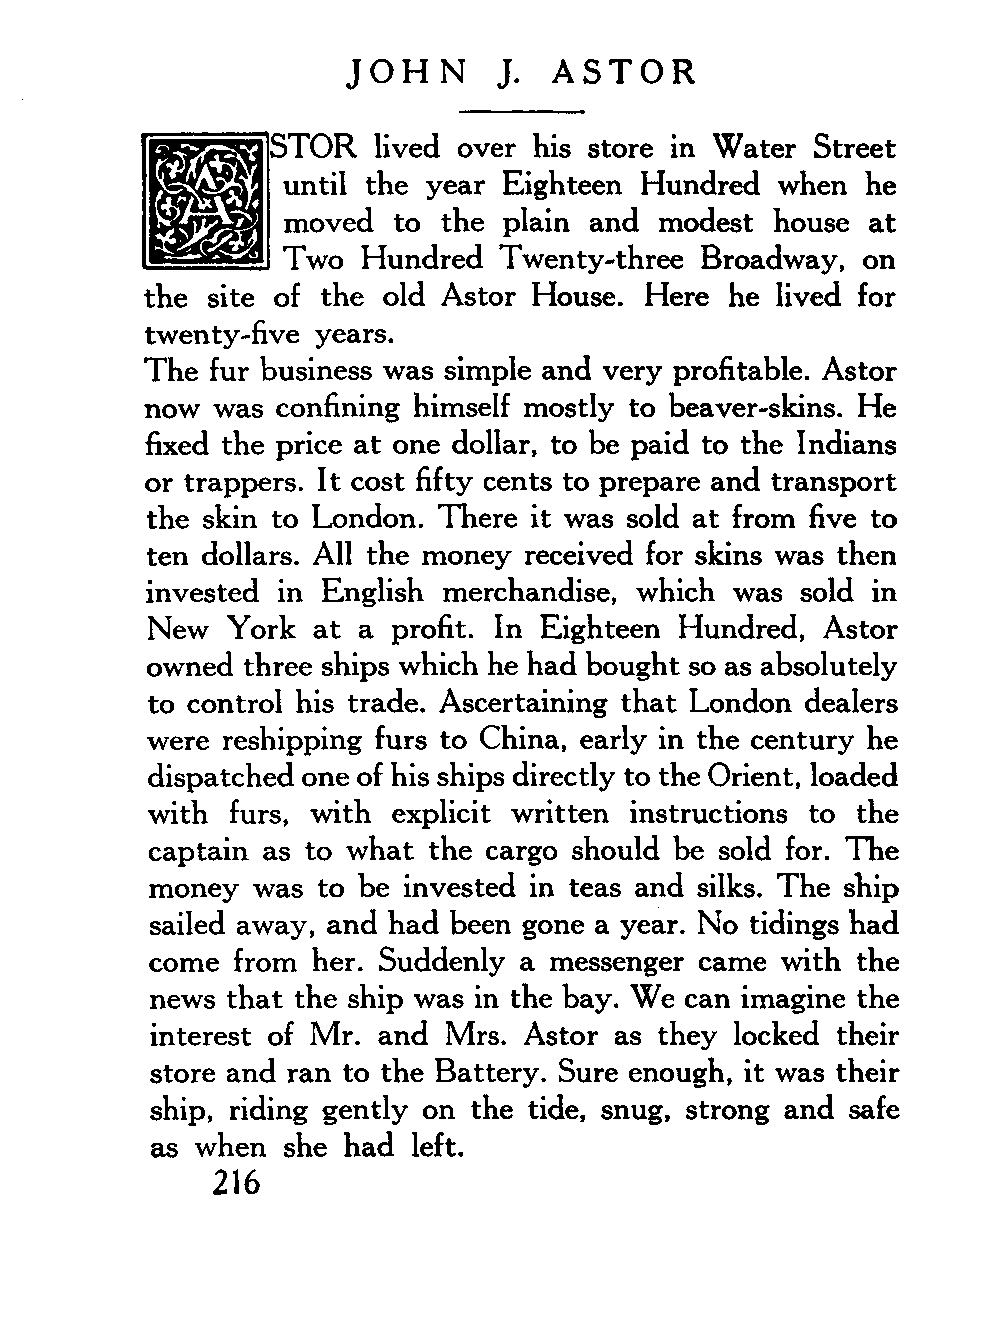 JOHN J. ASTOR
ASTOR lived over his store in Water Street
until the year Eighteen Hundred when he
moved to the plain and modest house at
Two Hundred Twenty-three Broadway, on
the site of the old Astor House. Here he lived for
twenty-five years.
The fur business was simple and very profitable. Astor
now was confining himself mostly to beaver-skins. He
fixed the price at one dollar, to be paid to the Indians
or trappers. It cost fifty cents to prepare and transport
the skin to London. There it was sold at from five to
ten dollars. All the money received for skins was then
invested in English merchandise, which was sold in
New York at a profit. In Eighteen Hundred, Astor
owned three ships which he had bought so as absolutely
to control his trade. Ascertaining that London dealers
were reshipping furs to China, early in the century he
dispatched one of his ships directly to the Orient, loaded
with furs, with explicit written instructions to the
captain as to what the cargo should be sold for. The
money was to be invested in teas and silks. The ship
sailed away, and had been gone a year. No tidings had
come from her. Suddenly a messenger came with the
news that the ship was in the bay. We can imagine the
interest of Mr. and Mrs. Astor as they locked their
store and ran to the Battery. Sure enough, it was their
ship, riding gently on the tide, snug, strong and safe
as when she had left.
216